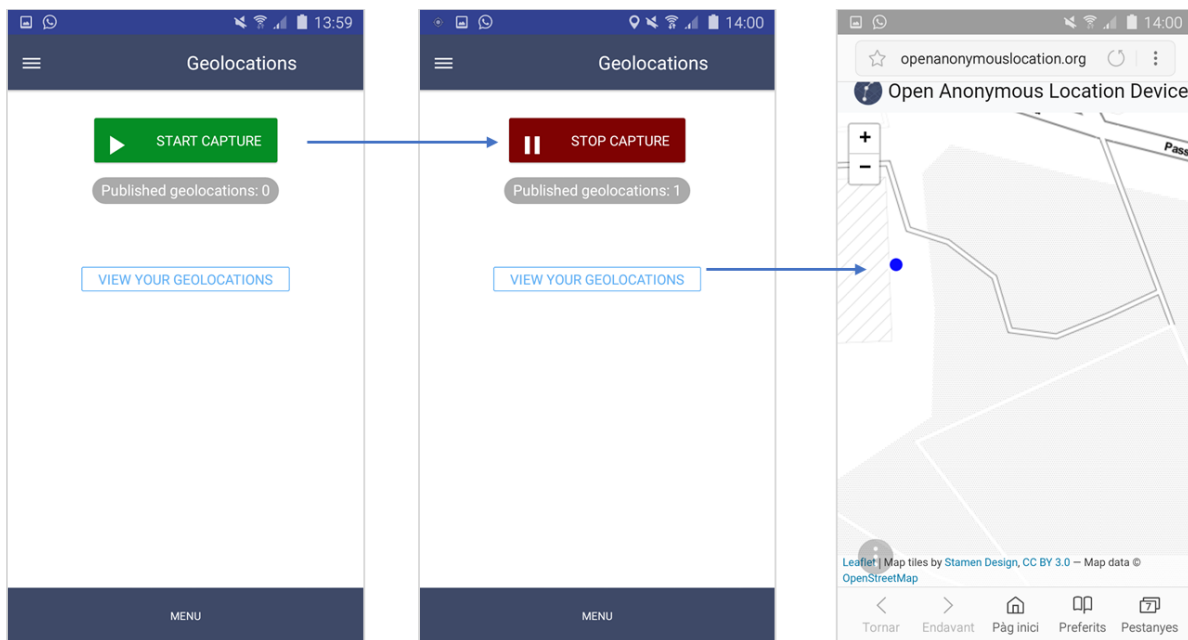 13:59
Geolocations
START CAPTURE
Published geolocations: 0
VIEW YOUR GEOLOCATIONS
MENU
14:00
Geolocations
STOP CAPTURE
Published geolocations: 1
VIEW YOUR GEOLOCATIONS
MENU
14:00
openanonymouslocation.org
Open Anonymous Location Device
+
−
Pass
Leaflet | Map tiles by Stamen Design, CC BY 3.0 — Map data ©
OpenStreetMap
7
Tornar Endavant Pàg inici Preferits Pestanyes